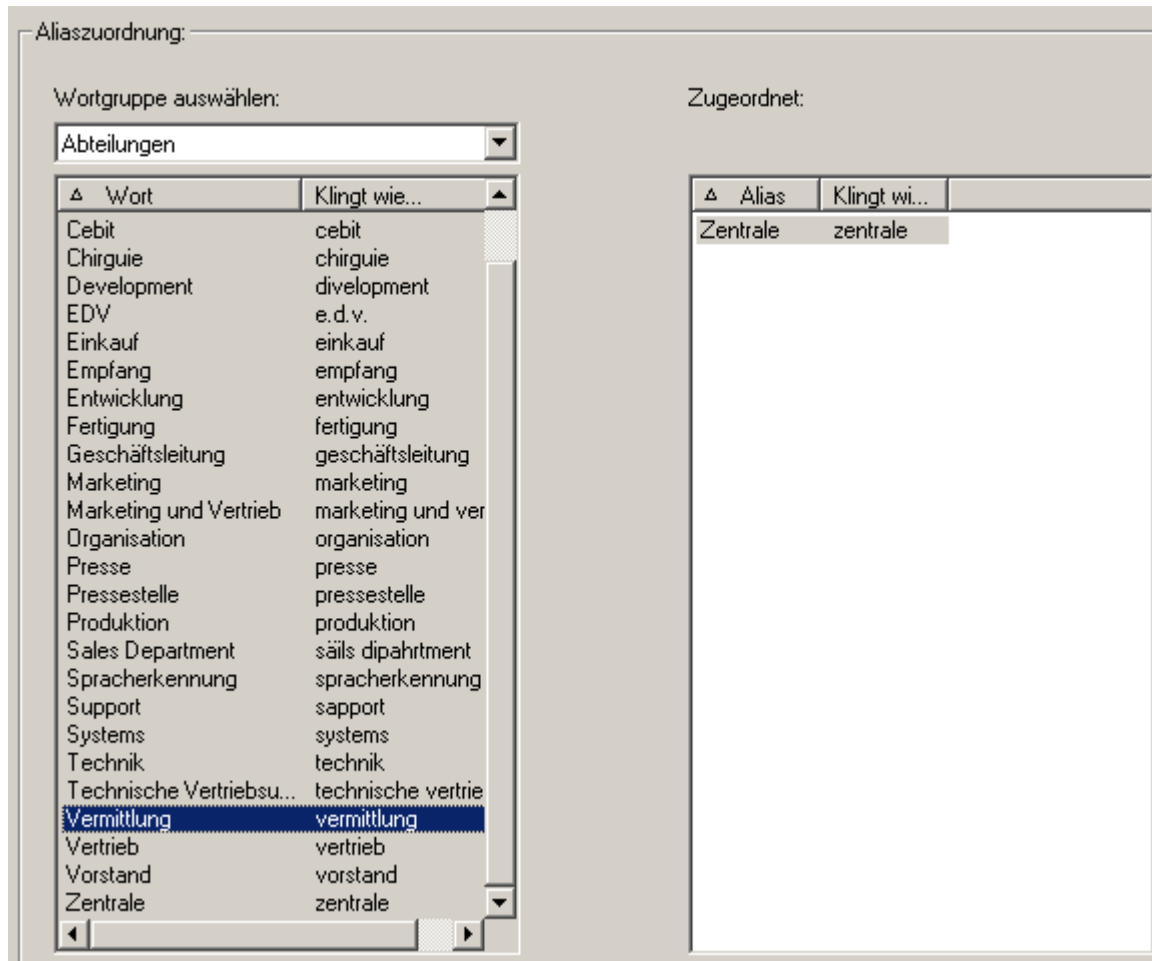 Aliaszuordnung:
Wortgruppe auswählen:
Zugeordnet:
Abteilungen
Wort Klingt wie...
Alias Klingt wi...
Cebit cebit
Zentrale zentrale
Chirguie chirguie
Development divelopment
EDV e.d.v.
Einkauf einkauf
Empfang empfang
Entwicklung entwicklung
Fertigung fertigung
Geschäftsleitung geschäftsleitung
Marketing marketing
Marketing und Vertrieb marketing und ver
Organisation organisation
Presse presse
Pressestelle pressestelle
Produktion produktion
Sales Department säils dipahrtment
Spracherkennung spracherkennung
Support sapport
Systems systems
Technik technik
Technische Vertriebsu... technische vertrie
Vermittlung vermittlung
Vertrieb vertrieb
Vorstand vorstand
Zentrale zentrale